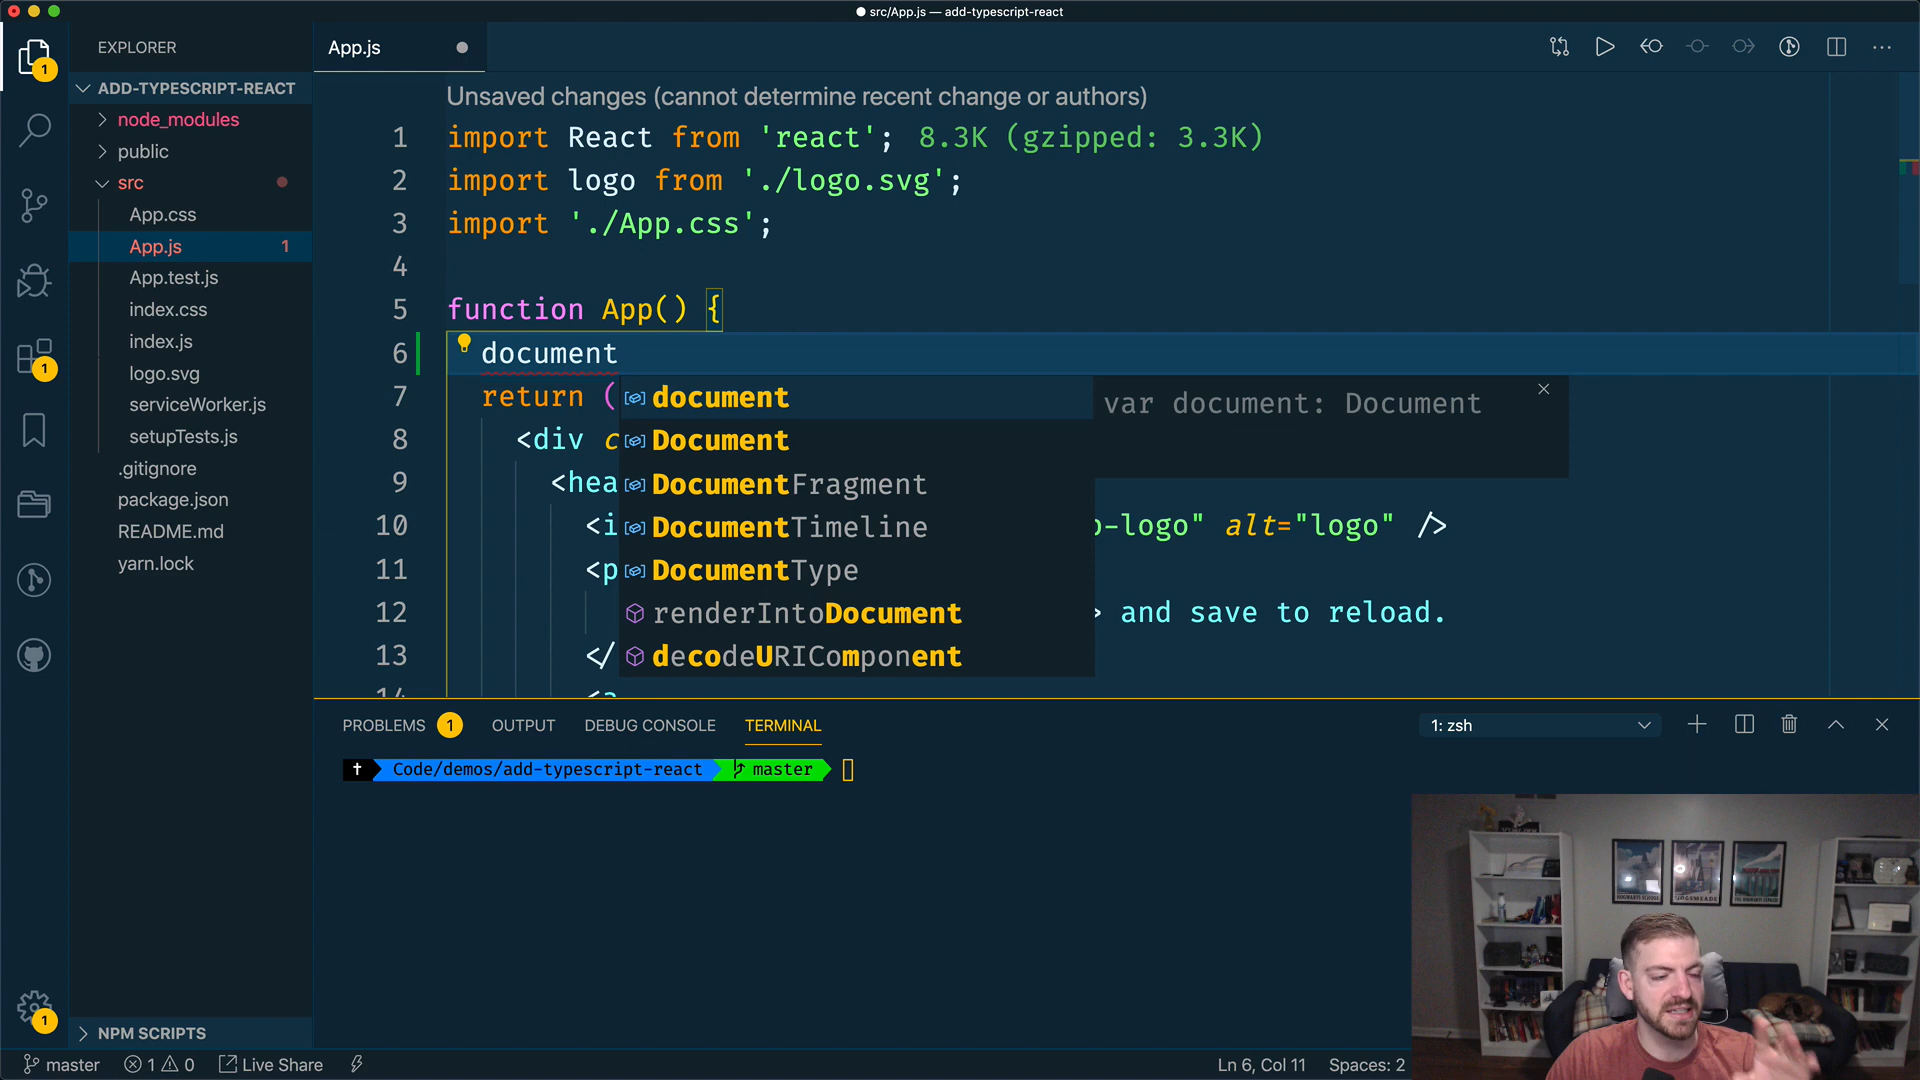 src/App.js — add-typescript-react
EXPLORER
ADD-TYPESCRIPT-REACT
node_modules
public
src
App.css
App.js 1
App.test.js
index.css
index.js
logo.svg
serviceWorker.js
setupTests.js
.gitignore
package.json
README.md
yarn.lock
NPM SCRIPTS
1
1
1
App.js
Unsaved changes (cannot determine recent change or authors)
1 import React from 'react'; 8.3K (gzipped: 3.3K)
2 import logo from './logo.svg';
3 import './App.css';
4
5 function App() {
6 document
7 return (
8 <div c
9 <hea
10 <i o-logo" alt="logo" />
11 <p
12 > and save to reload.
13 </
14 <a
document
Document
DocumentFragment
DocumentTimeline
DocumentType
renderIntoDocument
decodeURIComponent
var document: Document
PROBLEMS 1 OUTPUT DEBUG CONSOLE TERMINAL 1: zsh
Code/demos/add-typescript-react master
master 1 0 Live Share Ln 6, Col 11 Spaces: 2